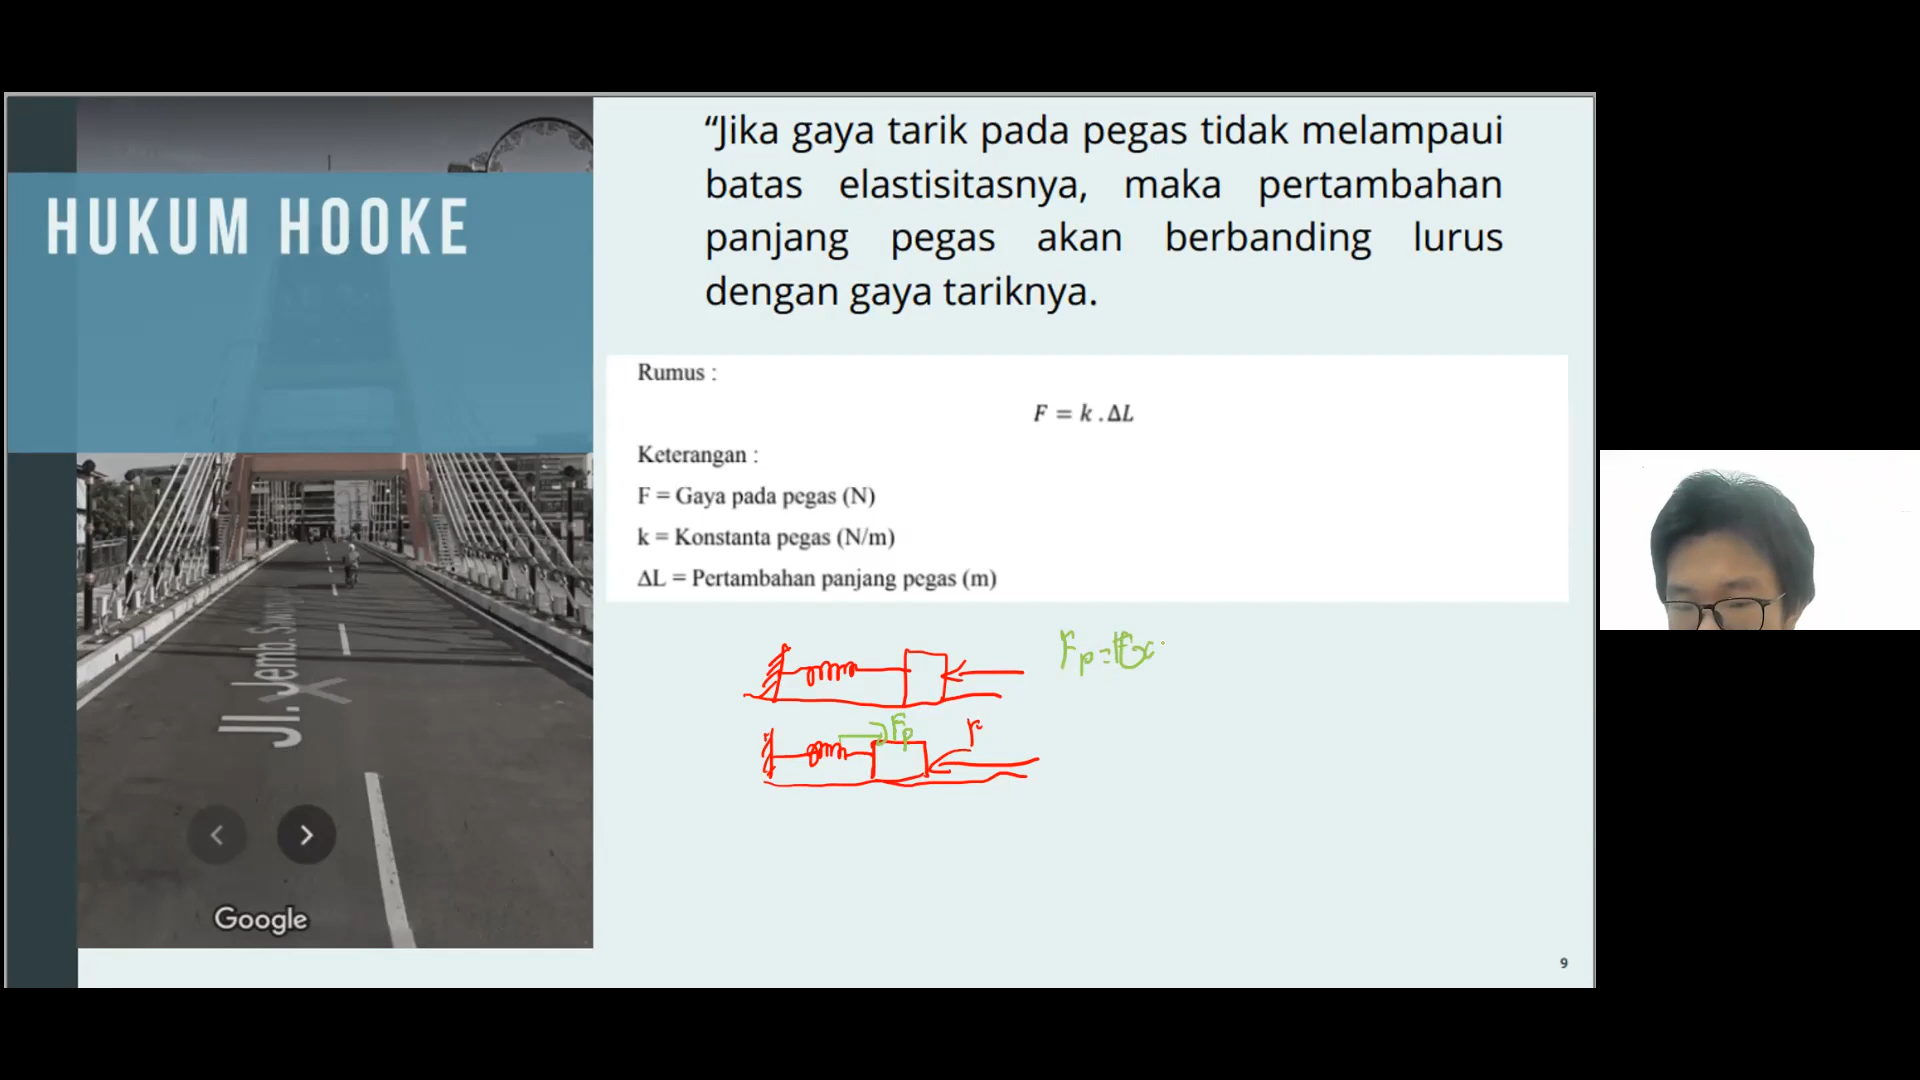 HUKUM HOOKE
“Jika gaya tarik pada pegas tidak melampaui
batas elastisitasnya, maka pertambahan
panjang pegas akan berbanding lurus
dengan gaya tariknya.
Rumus :
F = k . ΔL
Keterangan :
F = Gaya pada pegas (N)
k = Konstanta pegas (N/m)
ΔL = Pertambahan panjang pegas (m)
Fp =
Fp
Jl. Jemb.
Google
9